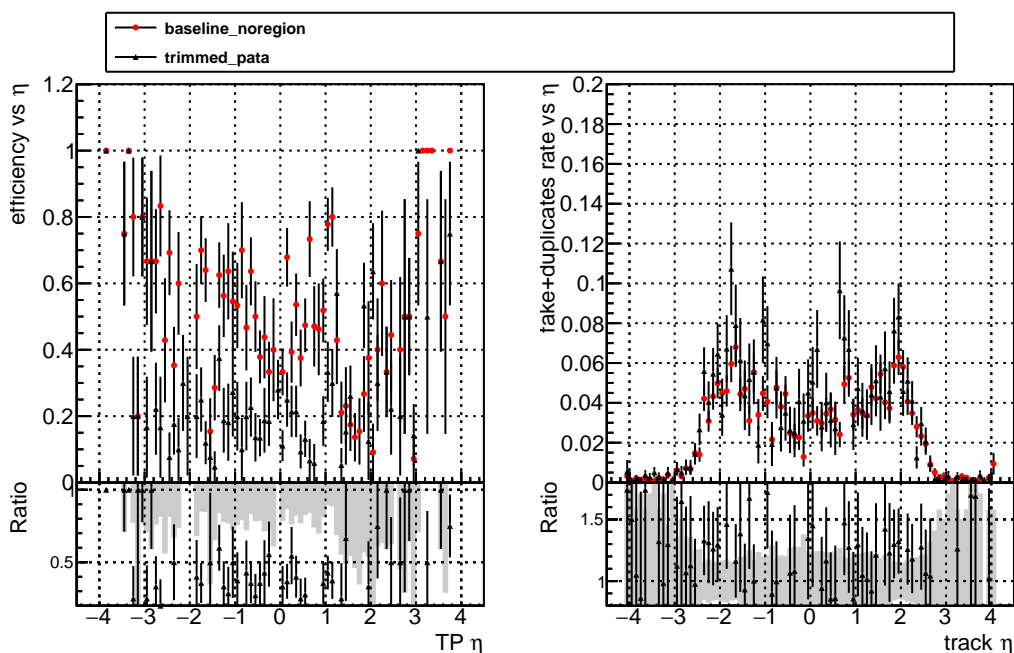 baseline_noregion
trimmed_pata
efficiency vs η
1.2
1
0.8
0.6
0.4
0.2
0
Ratio
1
0.5
−4 −3 −2 −1 0 1 2 3 4
TP η
fake+duplicates rate vs η
0.2
0.18
0.16
0.14
0.12
0.1
0.08
0.06
0.04
0.02
0
Ratio
1.5
1
−4 −3 −2 −1 0 1 2 3 4
track η